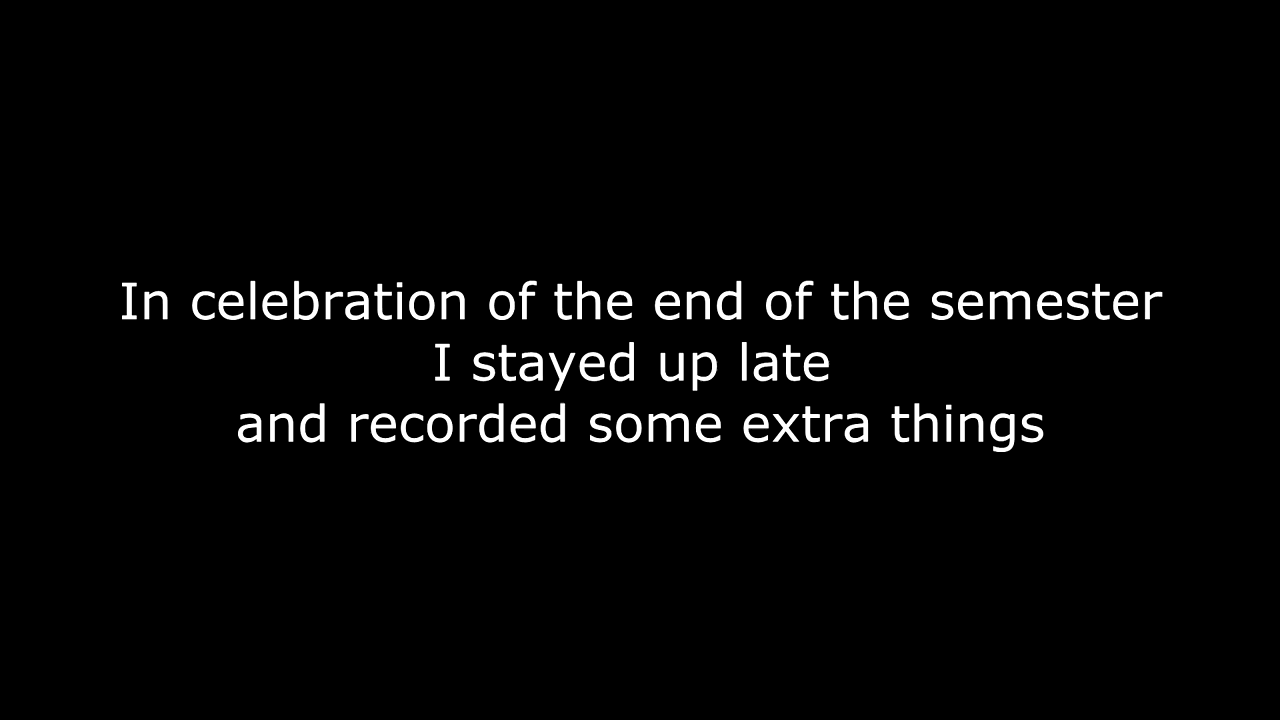 In celebration of the end of the semester
I stayed up late
and recorded some extra things